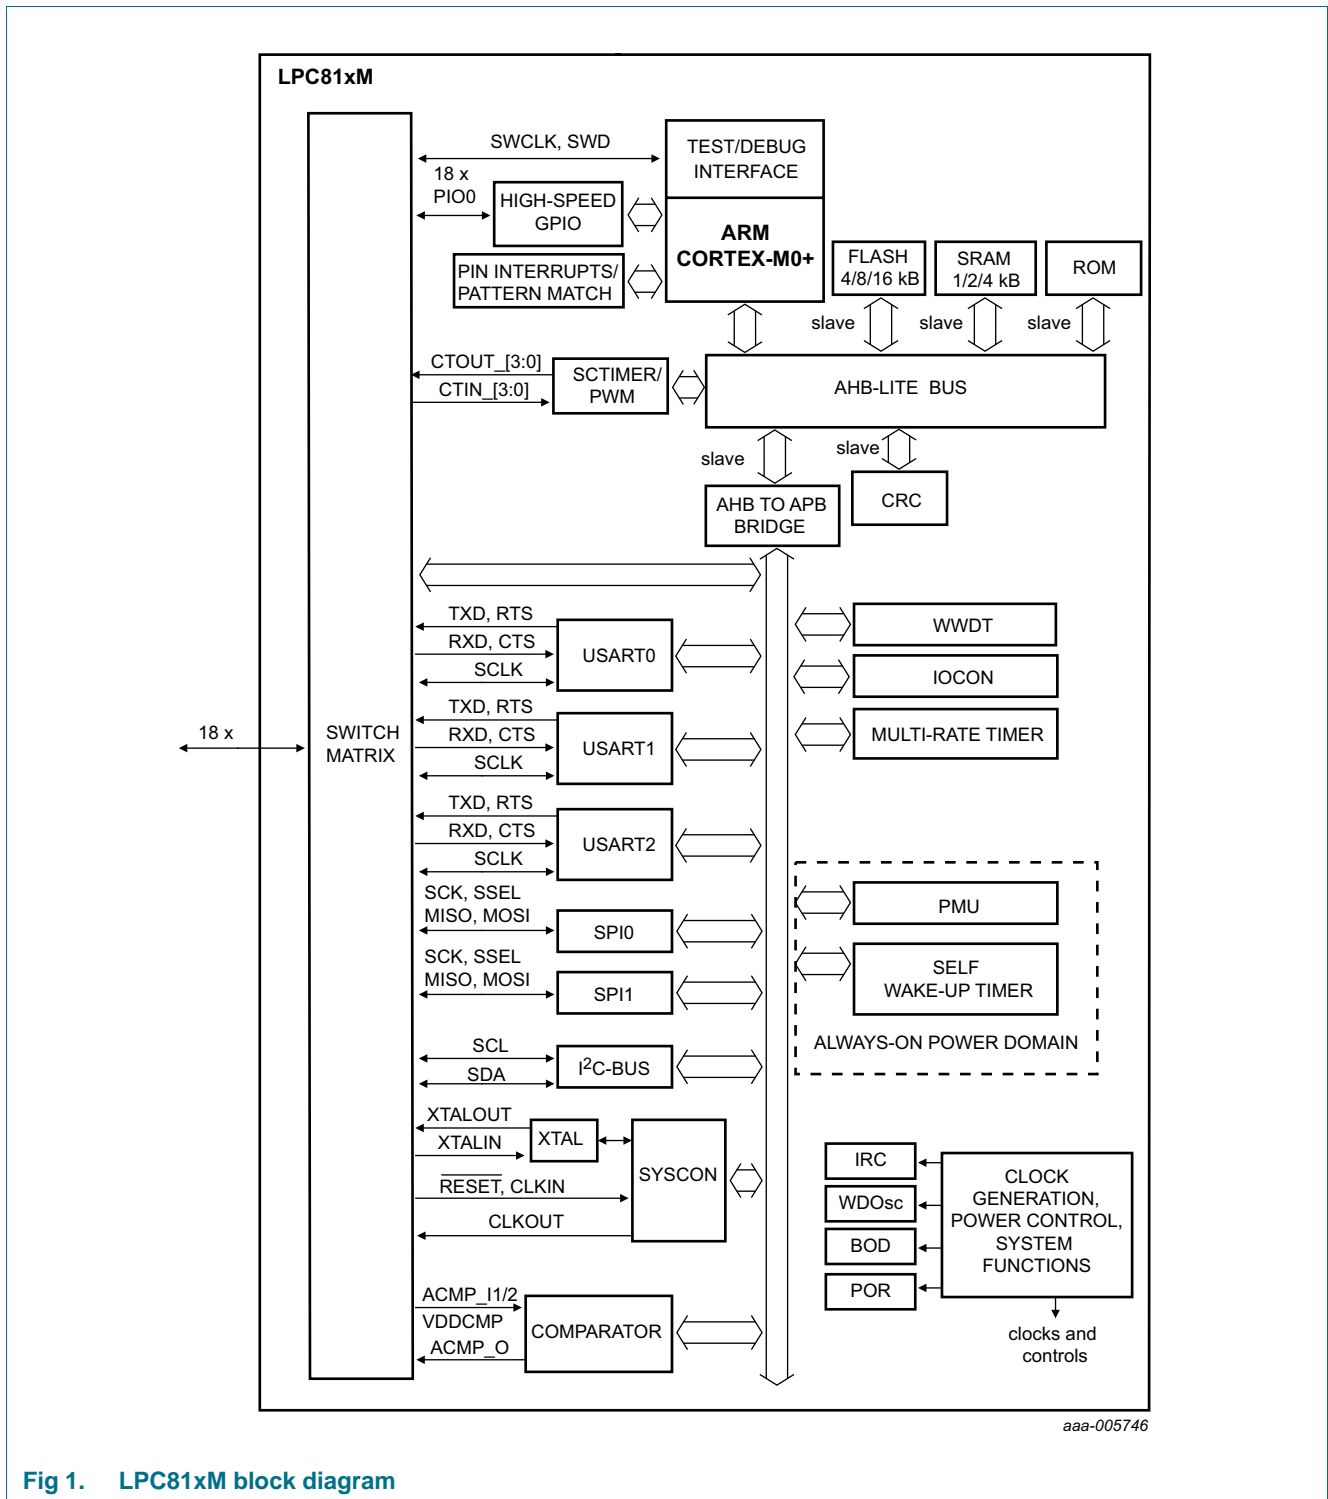 LPC81xM
SWCLK, SWD
TEST/DEBUG
INTERFACE
18 x
PIO0
HIGH-SPEED
GPIO
ARM
CORTEX-M0+
PIN INTERRUPTS/
PATTERN MATCH
FLASH
4/8/16 kB
SRAM
1/2/4 kB
ROM
slave
slave
slave
CTOUT_[3:0]
CTIN_[3:0]
SCTIMER/
PWM
AHB-LITE BUS
slave
slave
AHB TO APB
BRIDGE
CRC
TXD, RTS
RXD, CTS
SCLK
USART0
WWDT
IOCON
18 x
SWITCH
MATRIX
TXD, RTS
RXD, CTS
SCLK
USART1
MULTI-RATE TIMER
TXD, RTS
RXD, CTS
SCLK
USART2
SCK, SSEL
MISO, MOSI
SPI0
PMU
SCK, SSEL
MISO, MOSI
SPI1
SELF
WAKE-UP TIMER
ALWAYS-ON POWER DOMAIN
SCL
SDA
I2C-BUS
XTALOUT
XTALIN
XTAL
RESET, CLKIN
CLKOUT
SYSCON
IRC
WDOsc
BOD
POR
CLOCK
GENERATION,
POWER CONTROL,
SYSTEM
FUNCTIONS
clocks and
controls
ACMP_I1/2
VDDCMP
ACMP_O
COMPARATOR
aaa-005746
Fig 1. LPC81xM block diagram